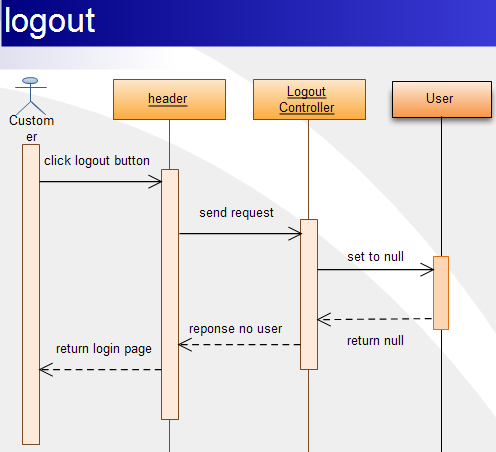 logout
header
Logout
Controller
User
Custom
er
click logout button
send request
set to null
reponse no user
return null
return login page